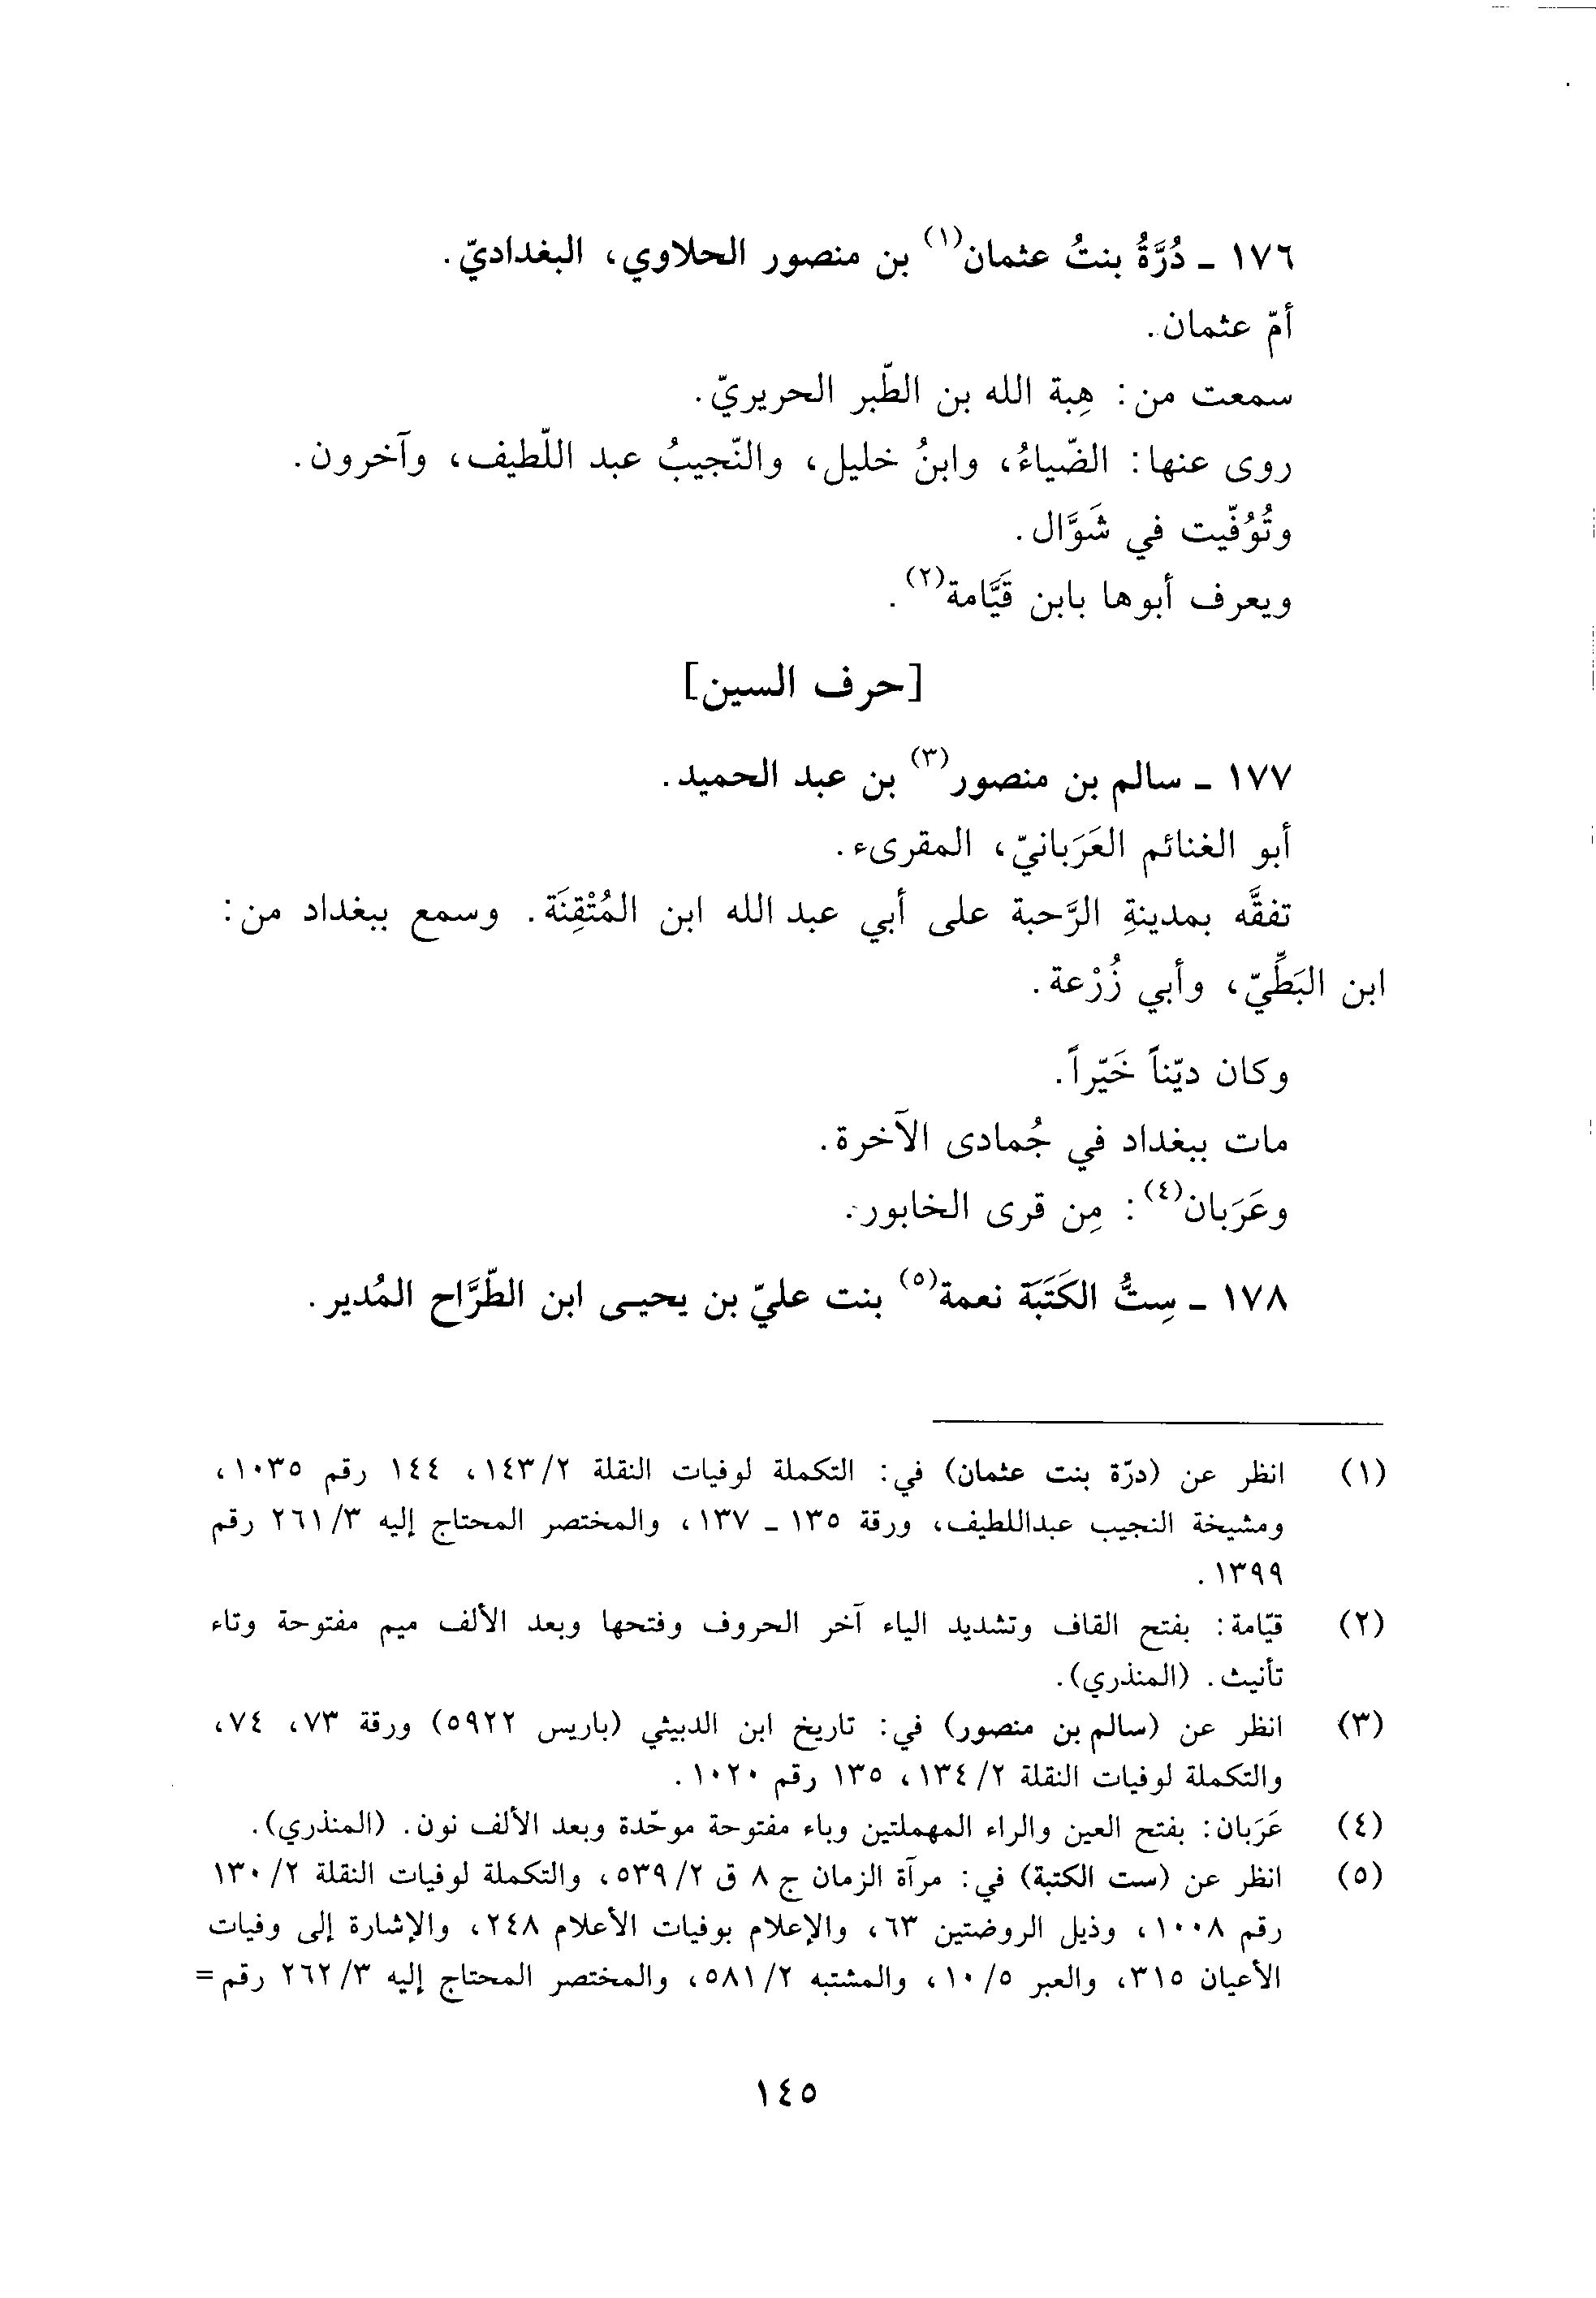 ١٧٦ ـ دُرَّةُ بنتُ عثمان(١) بن منصور الحلاوي، البغداديّ.
أمّ عثمان.
سمعت من: هِبة الله بن الطّبر الحريريّ.
روى عنها: الضّياءُ، وابنُ خليل، والنّجيبُ عبد اللّطيف، وآخرون.
وتُوُفّيت في شَوَّال.
ويعرف أبوها بابن قَيَّامة(٢).
[حرف السين]
١٧٧ ـ سالم بن منصور(٣) بن عبد الحميد.
أبو الغنائم العَرَبانيّ، المقرىء.
تفقَّه بمدينةِ الرَّحبة على أبي عبد الله ابن المُتْقِنَة. وسمع ببغداد من:
ابن البَطِّيّ، وأبي زُرْعة.
وكان ديّناً خَيّراً.
مات ببغداد في جُمادى الآخرة.
وعَرَبان(٤): مِن قرى الخابور.
١٧٨ ـ سِتُّ الكَتَبَة نعمة(٥) بنت عليّ بن يحيى ابن الطّرَّاح المُدير.
(١) انظر عن (درّة بنت عثمان) في: التكملة لوفيات النقلة ١٤٣/٢، ١٤٤ رقم ١٠٣٥،
ومشيخة النجيب عبداللطيف، ورقة ١٣٥ ـ ١٣٧، والمختصر المحتاج إليه ٢٦١/٣ رقم
١٣٩٩.
(٢) قيّامة: بفتح القاف وتشديد الياء آخر الحروف وفتحها وبعد الألف ميم مفتوحة وتاء
تأنيث. (المنذري).
(٣) انظر عن (سالم بن منصور) في: تاريخ ابن الدبيثي (باريس ٥٩٢٢) ورقة ٧٣، ٧٤،
والتكملة لوفيات النقلة ١٣٤/٢، ١٣٥ رقم ١٠٢٠.
(٤) عَرَبان: بفتح العين والراء المهملتين وباء مفتوحة موحّدة وبعد الألف نون. (المنذري).
(٥) انظر عن (ست الكتبة) في: مرآة الزمان ج ٨ ق ٥٣٩/٢، والتكملة لوفيات النقلة ١٣٠/٢
رقم ١٠٠٨، وذيل الروضتين ٦٣، والإعلام بوفيات الأعلام ٢٤٨، والإشارة إلى وفيات
الأعيان ٣١٥، والعبر ١٠/٥، والمشتبه ٥٨١/٢، والمختصر المحتاج إليه ٢٦٢/٣ رقم =
١٤٥